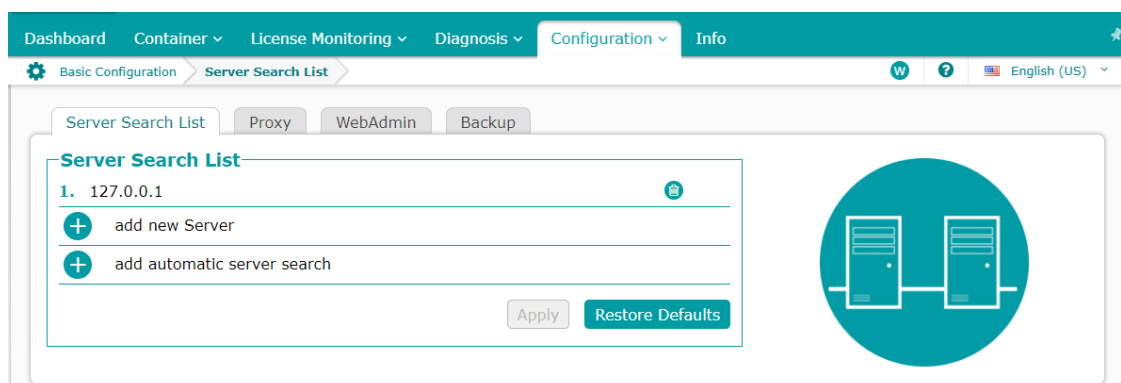 Dashboard Container License Monitoring Diagnosis Configuration Info
Basic Configuration Server Search List W ? English (US)
Server Search List Proxy WebAdmin Backup
Server Search List
1. 127.0.0.1
add new Server
add automatic server search
Apply Restore Defaults